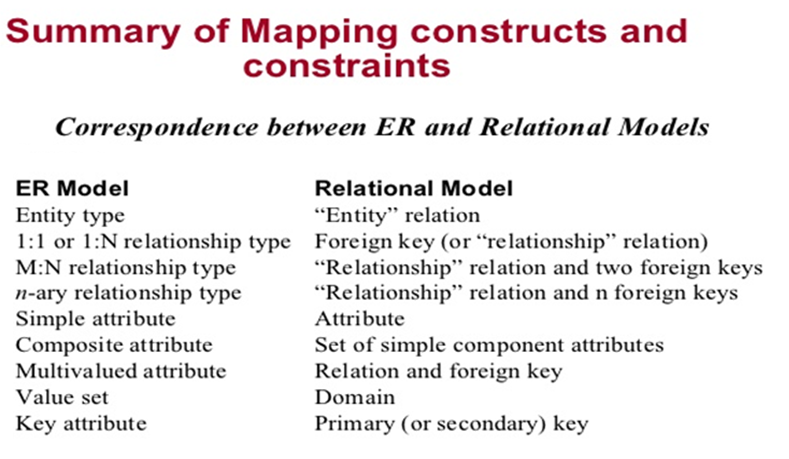 Summary of Mapping constructs and
constraints
Correspondence between ER and Relational Models
ER Model Relational Model
Entity type “Entity” relation
1:1 or 1:N relationship type Foreign key (or “relationship” relation)
M:N relationship type “Relationship” relation and two foreign keys
n-ary relationship type “Relationship” relation and n foreign keys
Simple attribute Attribute
Composite attribute Set of simple component attributes
Multivalued attribute Relation and foreign key
Value set Domain
Key attribute Primary (or secondary) key